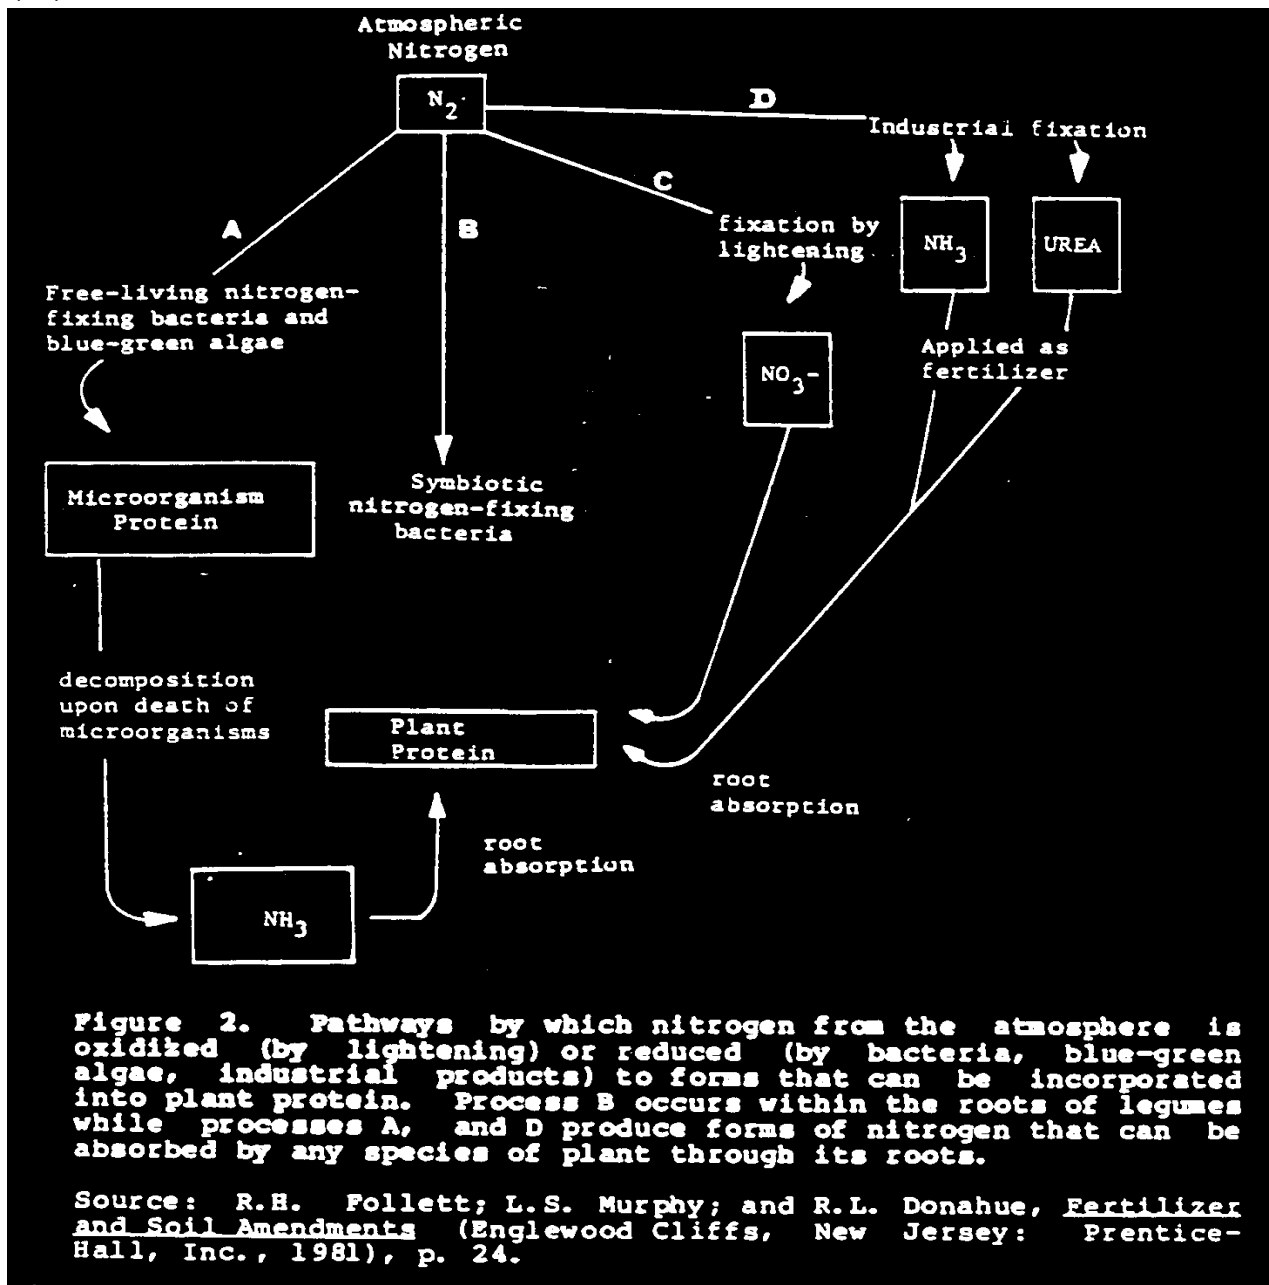 Atmospheric
Nitrogen
N2
D
Industrial fixation
C
A
B
fixation by
lightening
NH3
UREA
Free-living nitrogen-
fixing bacteria and
blue-green algae
Applied as
fertilizer
NO3-
Microorganism
Protein
Symbiotic
nitrogen-fixing
bacteria
decomposition
upon death of
microorganisms
Plant
Protein
root
absorption
root
absorption
NH3
Figure 2. Pathways by which nitrogen from the atmosphere is
oxidized (by lightening) or reduced (by bacteria, blue-green
algae, industrial products) to forms that can be incorporated
into plant protein. Process B occurs within the roots of legumes
while processes A, and D produce forms of nitrogen that can be
absorbed by any species of plant through its roots.
Source: R.H. Follett; L.S. Murphy; and R.L. Donahue, Fertilizer
and Soil Amendments (Englewood Cliffs, New Jersey: Prentice-
Hall, Inc., 1981), p. 24.